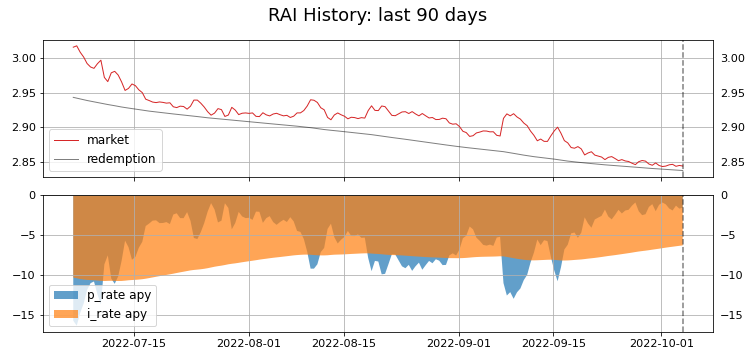 RAI History: last 90 days
3.00 3.00
2.95 2.95
2.90 2.90
2.85 2.85
market
redemption
0 0
−5 −5
−10 −10
−15 −15
p_rate apy
i_rate apy
2022-07-15 2022-08-01 2022-08-15 2022-09-01 2022-09-15 2022-10-01